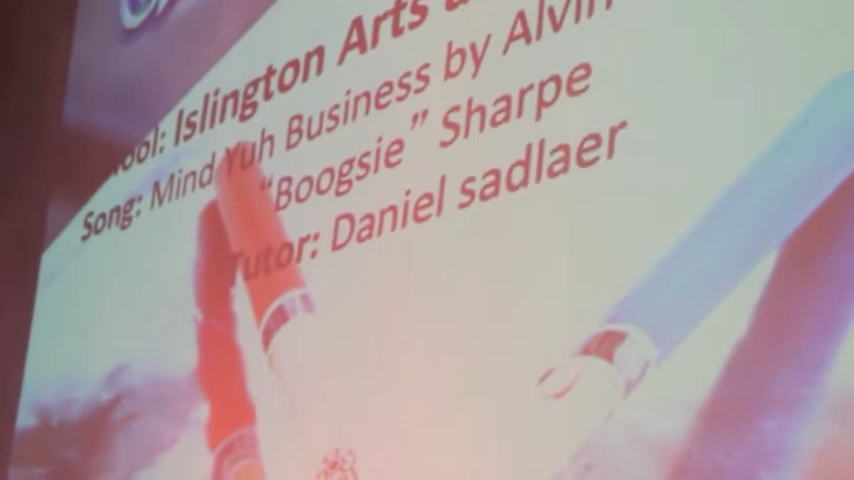 Islington Arts
Song: Mind Yuh Business by Alvin
“Boogsie” Sharpe
Tutor: Daniel sadlaer